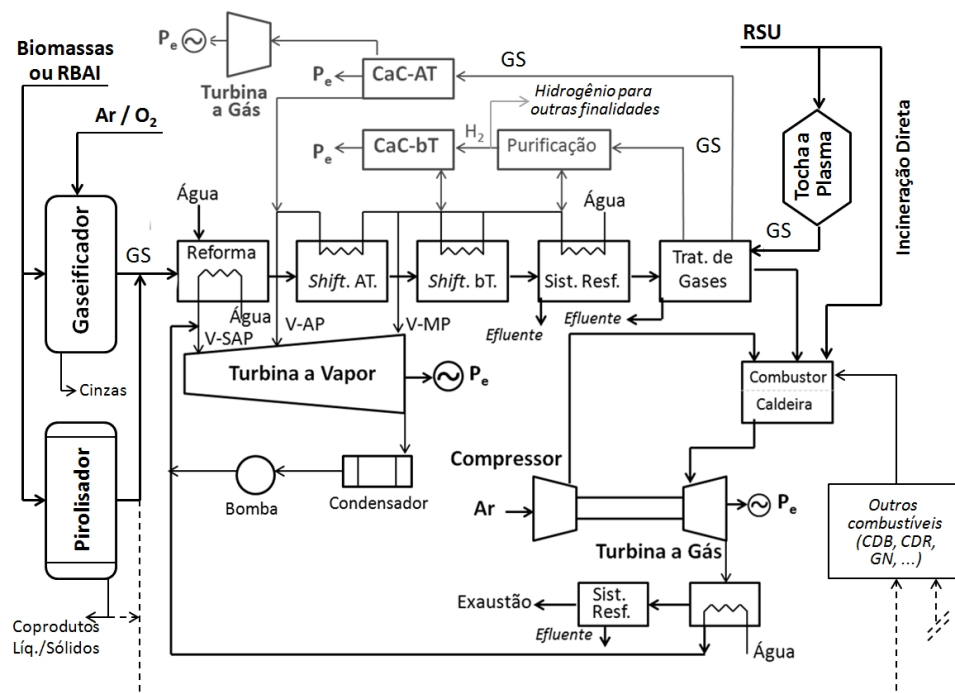 Biomassas
ou RBAI
Ar / O2
Gaseificador
Cinzas
Pirolisador
Coprodutos
Líq./Sólidos
GS
Água
Reforma
Água
Pe
Turbina
a Gás
Pe
CaC-AT
GS
Hidrogênio para
outras finalidades
Pe
CaC-bT
H2
Purificação
GS
Água
Shift. AT.
Shift. bT.
Sist. Resf.
Trat. de
Gases
Efluente
Efluente
V-SAP
V-AP
V-MP
Turbina a Vapor
Pe
Bomba
Condensador
RSU
Tocha a
Plasma
GS
Incineração Direta
Combustor
Caldeira
Compressor
Ar
Pe
Turbina a Gás
Outros
combustíveis
(CDB, CDR,
GN, ...)
Exaustão
Sist.
Resf.
Efluente
Água